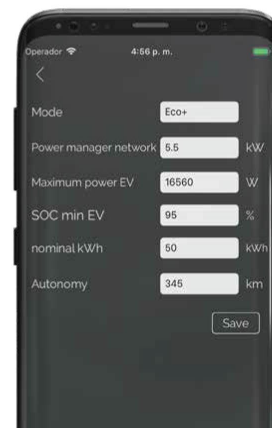 Operador 4:56 p. m.
Mode Eco+
Power manager network 5.5 kW
Maximum power EV 16560 W
SOC min EV 95 %
nominal kWh 50 kWh
Autonomy 345 km
Save